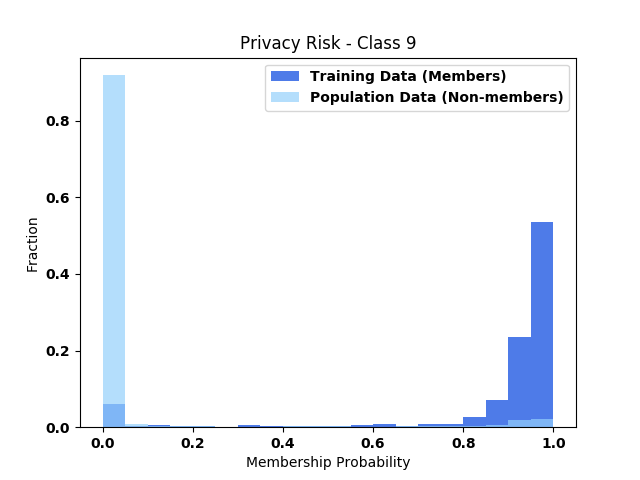 Privacy Risk - Class 9
Training Data (Members)
Population Data (Non-members)
Fraction
0.8
0.6
0.4
0.2
0.0
0.0 0.2 0.4 0.6 0.8 1.0
Membership Probability